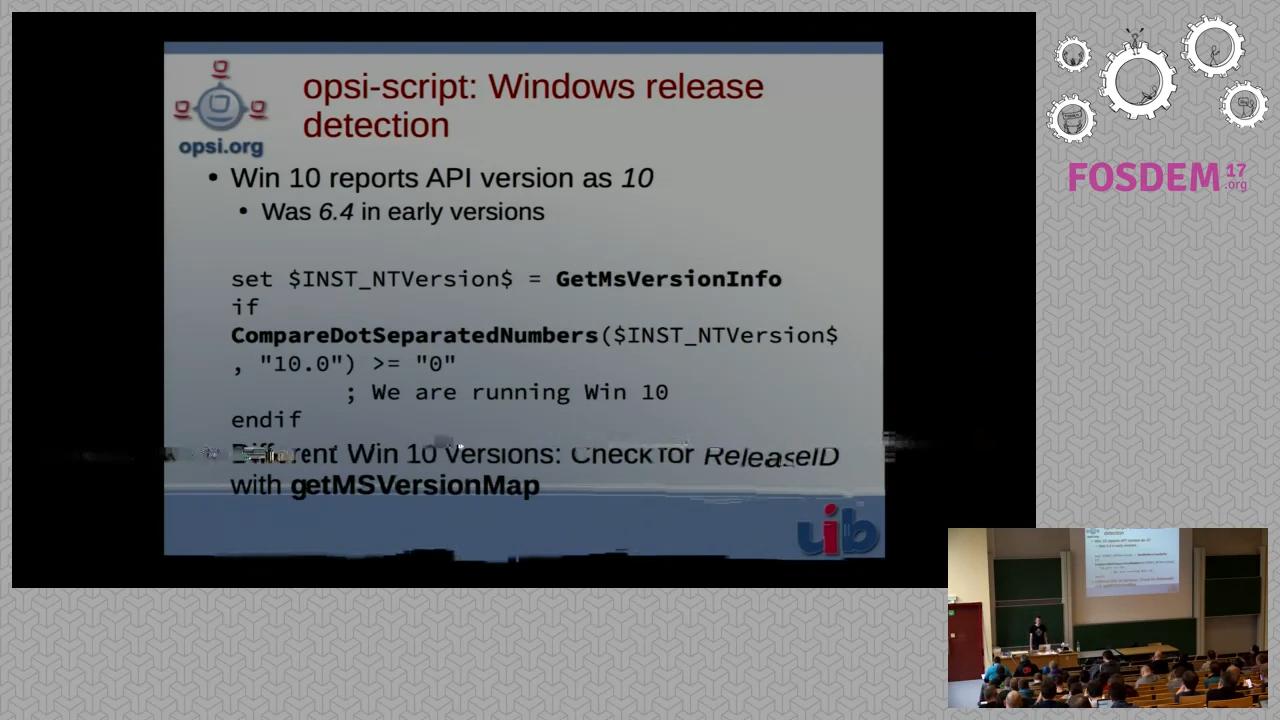 opsi-script: Windows release
detection
opsi.org
• Win 10 reports API version as 10
• Was 6.4 in early versions
set $INST_NTVersion$ = GetMsVersionInfo
if
CompareDotSeparatedNumbers($INST_NTVersion$
, "10.0") >= "0"
; We are running Win 10
endif
Different Win 10 versions: Check for ReleaseID
with getMSVersionMap
uib
FOSDEM 17
.org